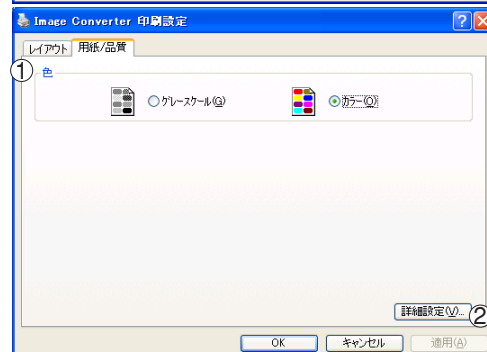 Image Converter 印刷設定
レイアウト 用紙/品質
① 色
グレースケール(G) カラー(O)
詳細設定(V)... ②
OK キャンセル 適用(A)